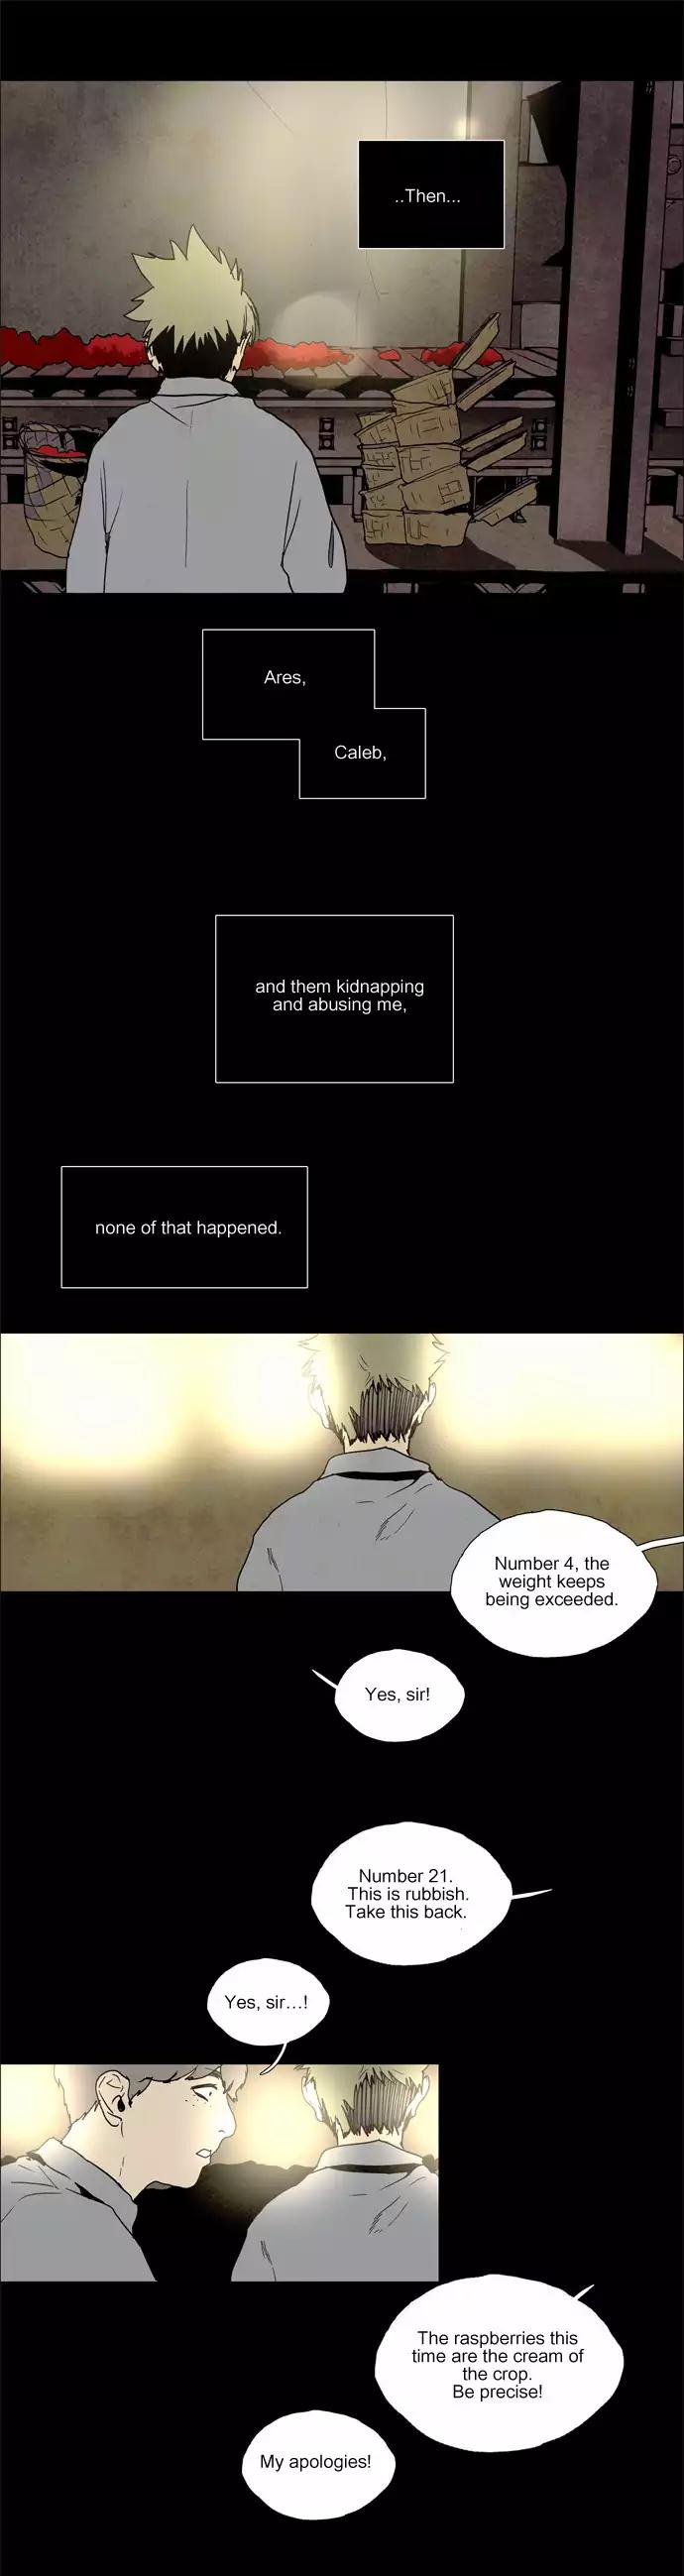 ..Then...
Ares,
Caleb,
and them kidnapping
and abusing me,
none of that happened.
Number 4, the
weight keeps
being exceeded.
Yes, sir!
Number 21.
This is rubbish.
Take this back.
Yes, sir...!
The raspberries this
time are the cream of
the crop.
Be precise!
My apologies!